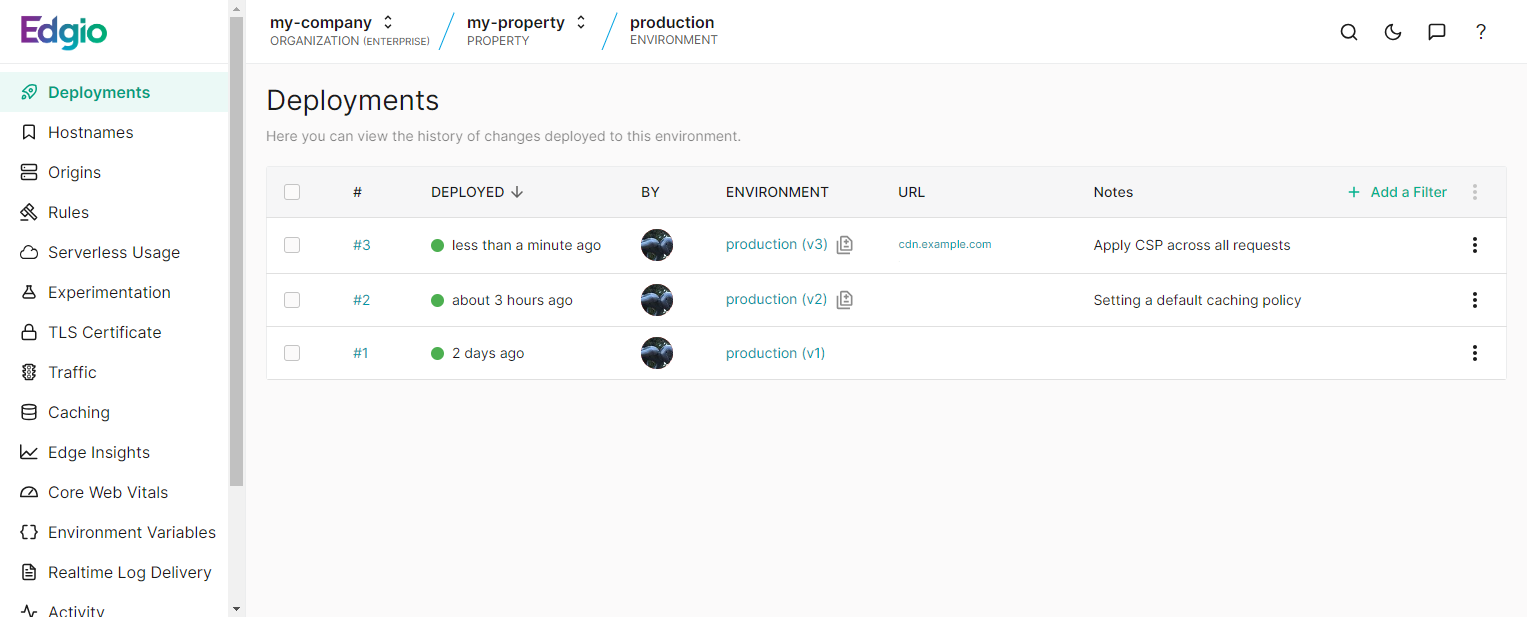 Edgio
my-company
ORGANIZATION (ENTERPRISE)
my-property
PROPERTY
production
ENVIRONMENT
?
Deployments
Hostnames
Origins
Rules
Serverless Usage
Experimentation
TLS Certificate
Traffic
Caching
Edge Insights
Core Web Vitals
Environment Variables
Realtime Log Delivery
Activity
Deployments
Here you can view the history of changes deployed to this environment.
# DEPLOYED BY ENVIRONMENT URL Notes + Add a Filter
#3 less than a minute ago production (v3) cdn.example.com Apply CSP across all requests
#2 about 3 hours ago production (v2) Setting a default caching policy
#1 2 days ago production (v1)